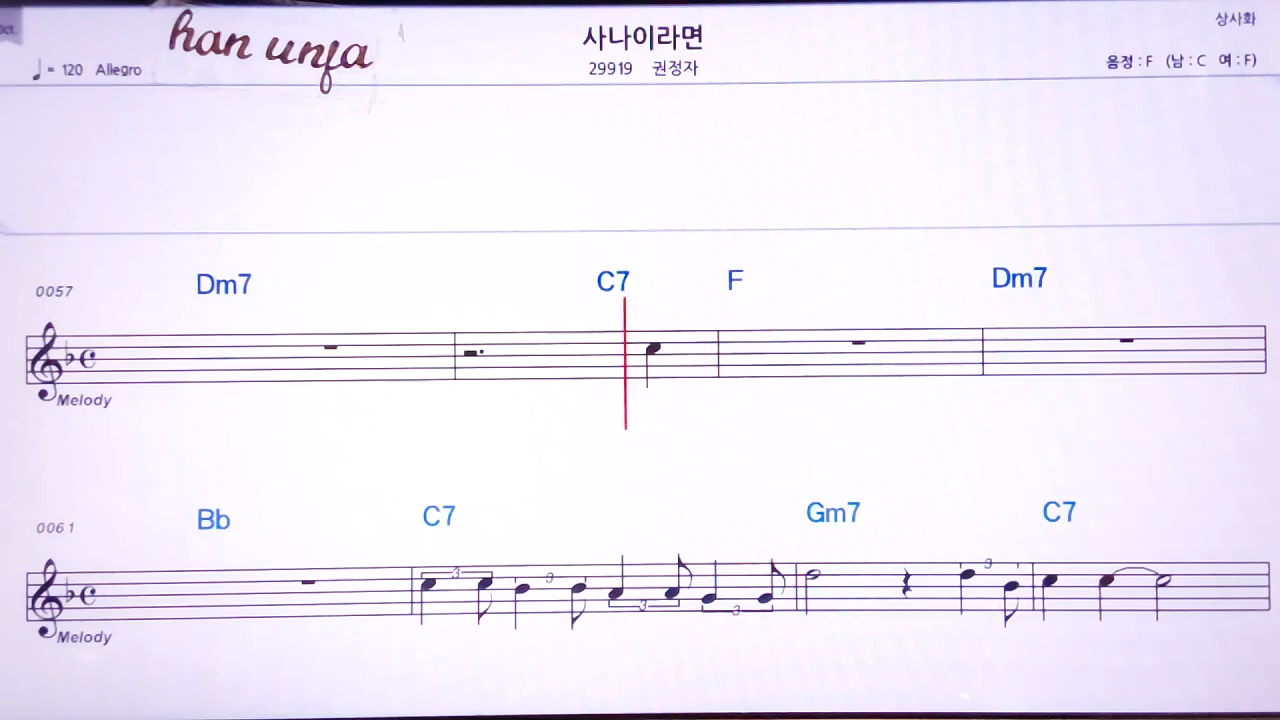 han unja
사나이라면
상사화
♩= 120 Allegro
29919 권정자
음정 : F (남 : C 여 : F)
0057 Dm7 C7 F Dm7
Melody
0061 Bb C7 Gm7 C7
3 3 3 3 3
Melody